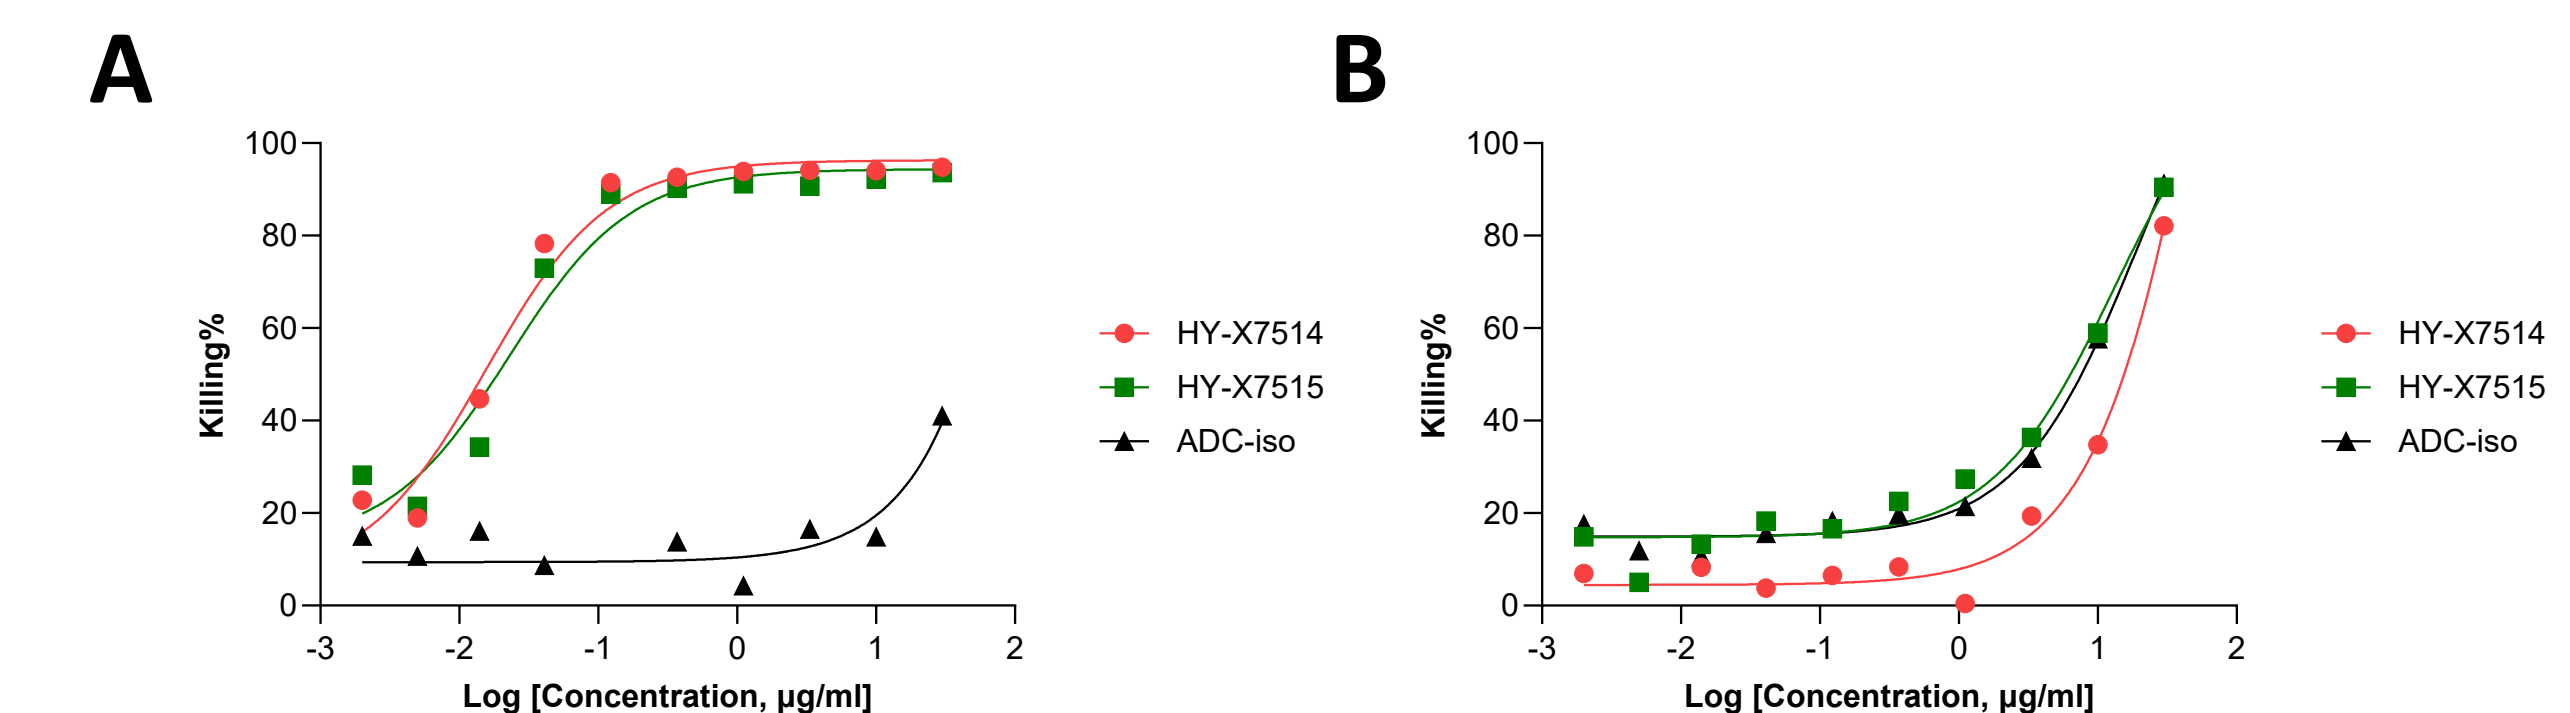 A
B
Killing%
100
80
60
40
20
0
-3
-2
-1
0
1
2
Log [Concentration, µg/ml]
HY-X7514
HY-X7515
ADC-iso
Killing%
100
80
60
40
20
0
-3
-2
-1
0
1
2
Log [Concentration, µg/ml]
HY-X7514
HY-X7515
ADC-iso